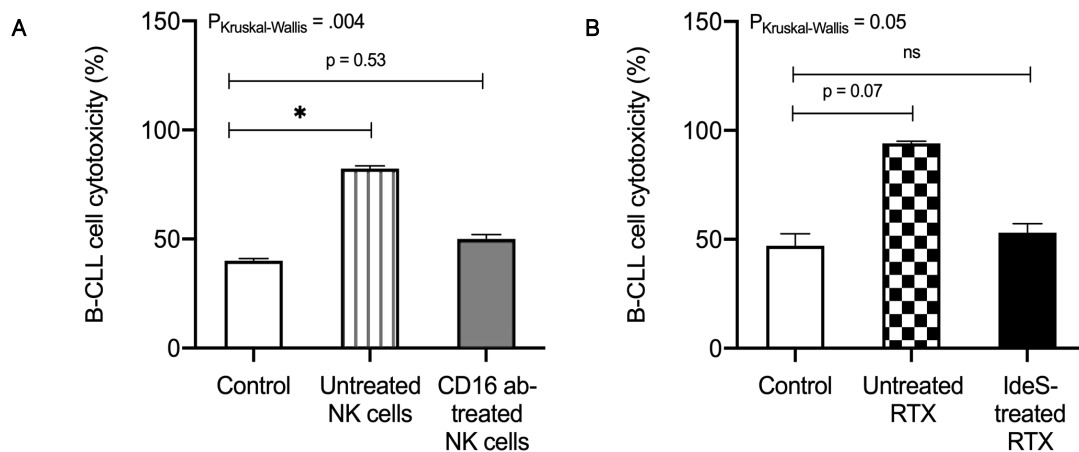 A
B-CLL cell cytotoxicity (%)
150
100
50
0
P_Kruskal-Wallis = .004
p = 0.53
*
Control
Untreated
NK cells
CD16 ab-
treated
NK cells
B
B-CLL cell cytotoxicity (%)
150
100
50
0
P_Kruskal-Wallis = 0.05
ns
p = 0.07
Control
Untreated
RTX
IdeS-
treated
RTX